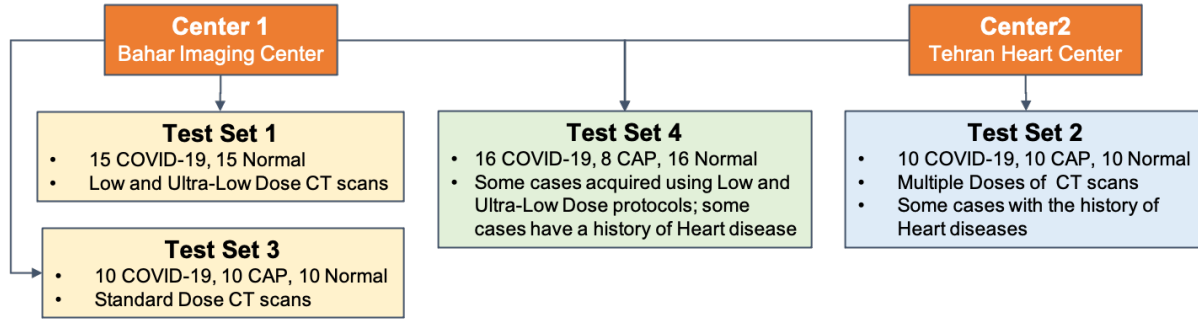 Center 1
Bahar Imaging Center
Center2
Tehran Heart Center
Test Set 1
• 15 COVID-19, 15 Normal
• Low and Ultra-Low Dose CT scans
Test Set 4
• 16 COVID-19, 8 CAP, 16 Normal
• Some cases acquired using Low and
Ultra-Low Dose protocols; some
cases have a history of Heart disease
Test Set 2
• 10 COVID-19, 10 CAP, 10 Normal
• Multiple Doses of CT scans
• Some cases with the history of
Heart diseases
Test Set 3
• 10 COVID-19, 10 CAP, 10 Normal
• Standard Dose CT scans